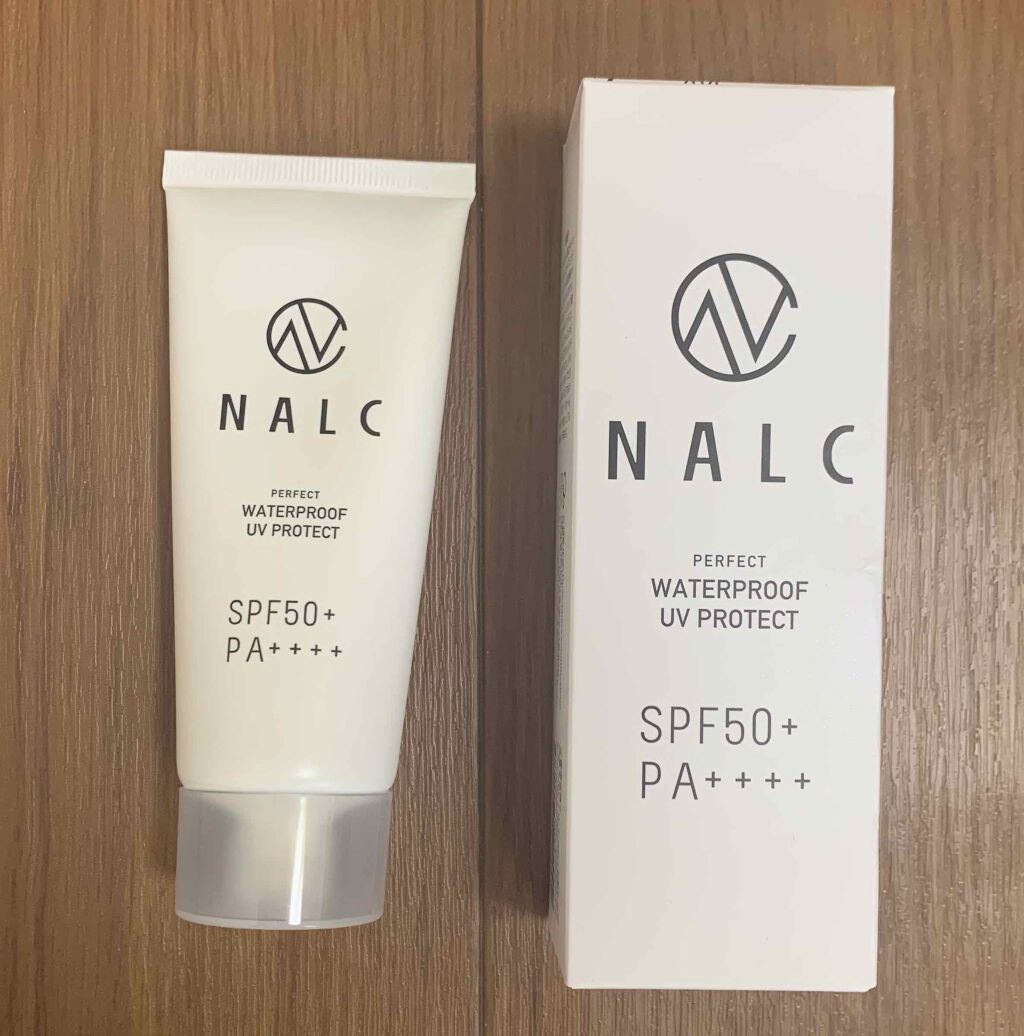 NALC
PERFECT
WATERPROOF
UV PROTECT
SPF50+
PA++++
NALC
PERFECT
WATERPROOF
UV PROTECT
SPF50+
PA++++